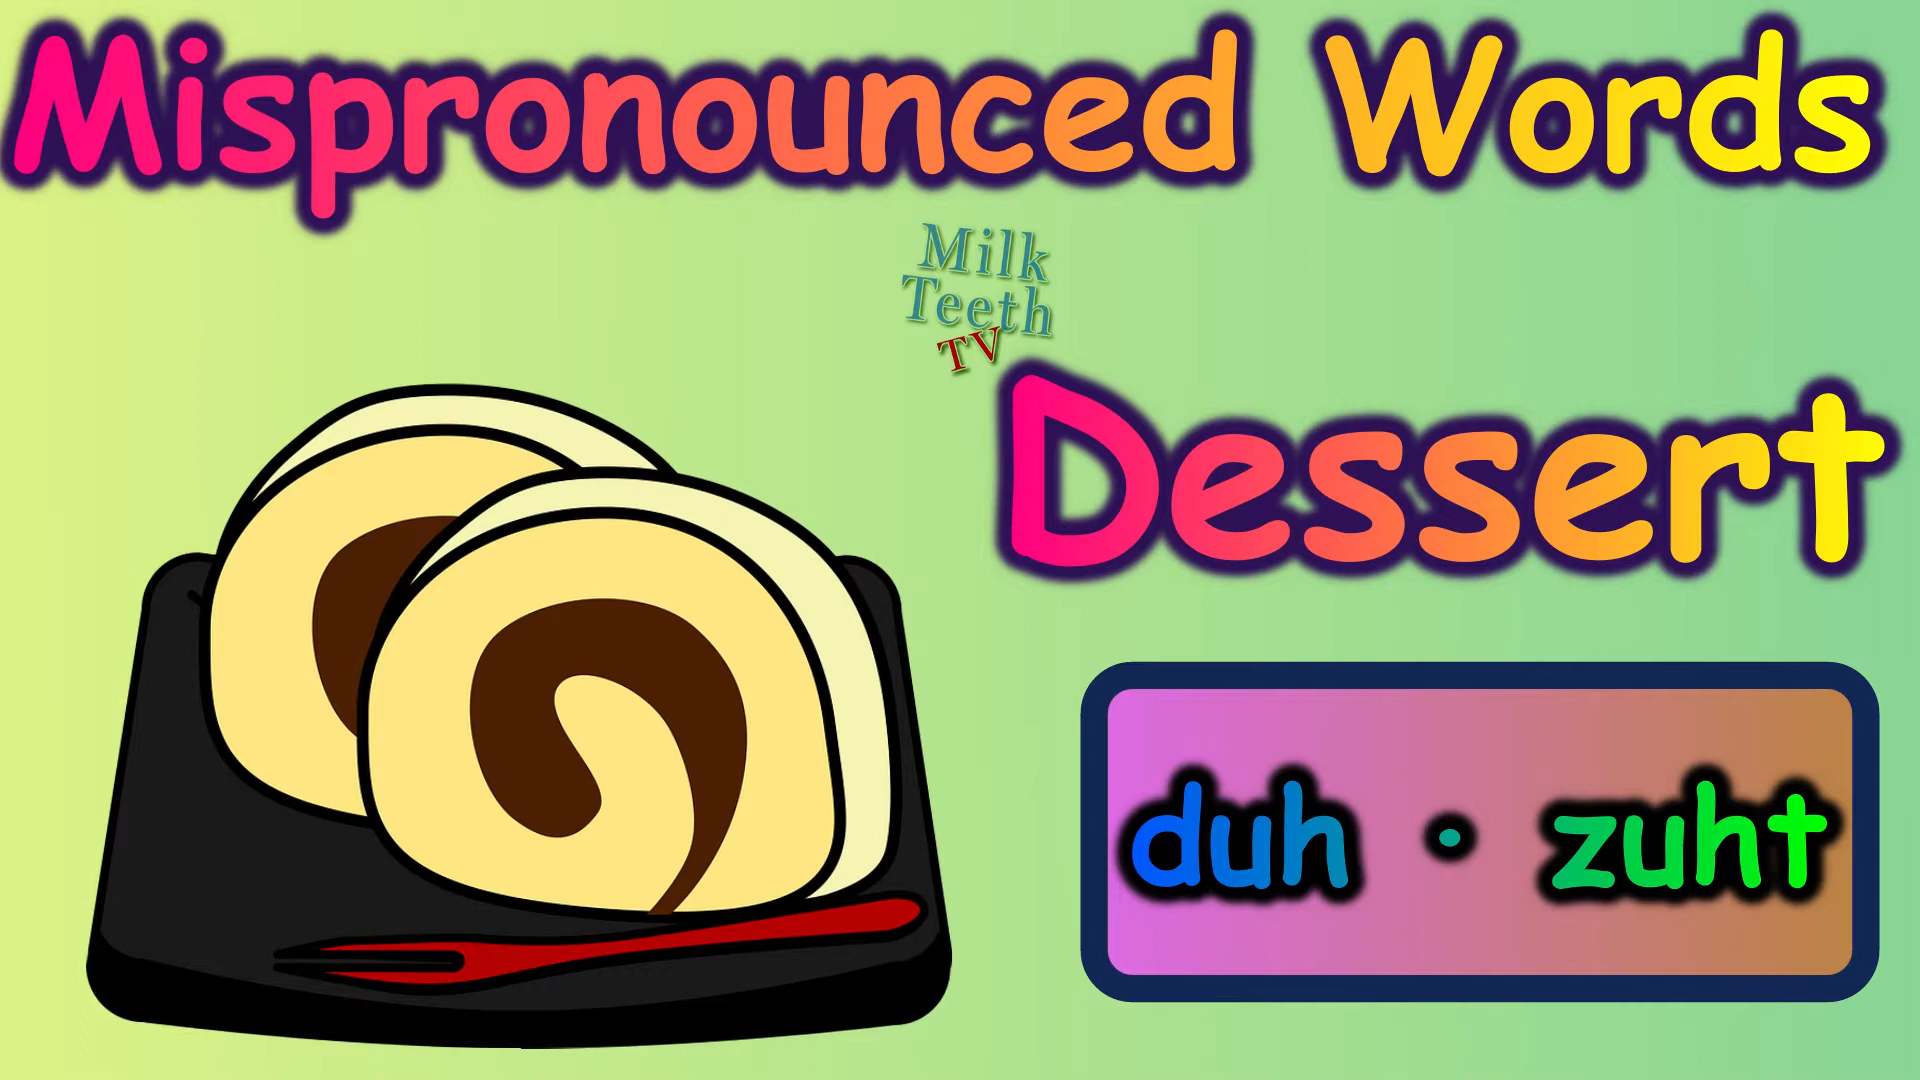 Mispronounced Words
Milk
Teeth
TV
Dessert
duh · zuht